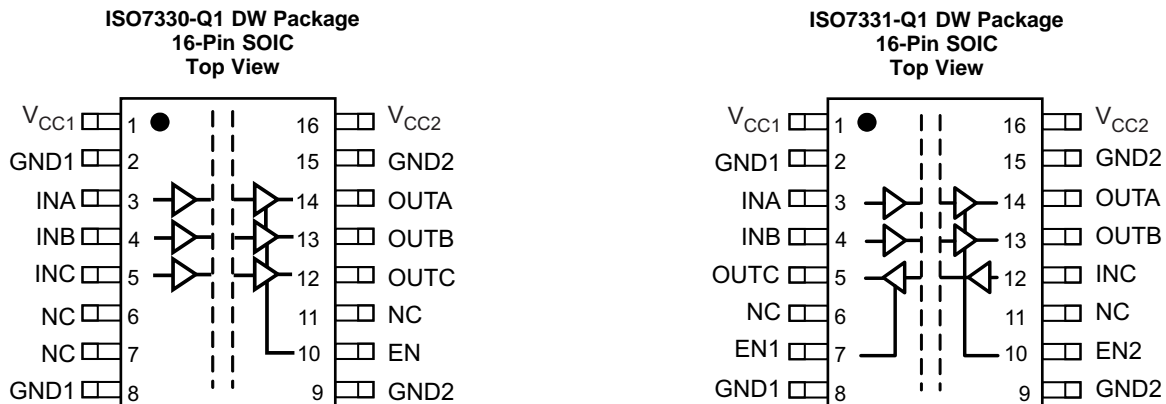 ISO7330-Q1 DW Package
16-Pin SOIC
Top View
VCC1 1 16 VCC2
GND1 2 15 GND2
INA 3 14 OUTA
INB 4 13 OUTB
INC 5 12 OUTC
NC 6 11 NC
NC 7 10 EN
GND1 8 9 GND2
ISO7331-Q1 DW Package
16-Pin SOIC
Top View
VCC1 1 16 VCC2
GND1 2 15 GND2
INA 3 14 OUTA
INB 4 13 OUTB
OUTC 5 12 INC
NC 6 11 NC
EN1 7 10 EN2
GND1 8 9 GND2